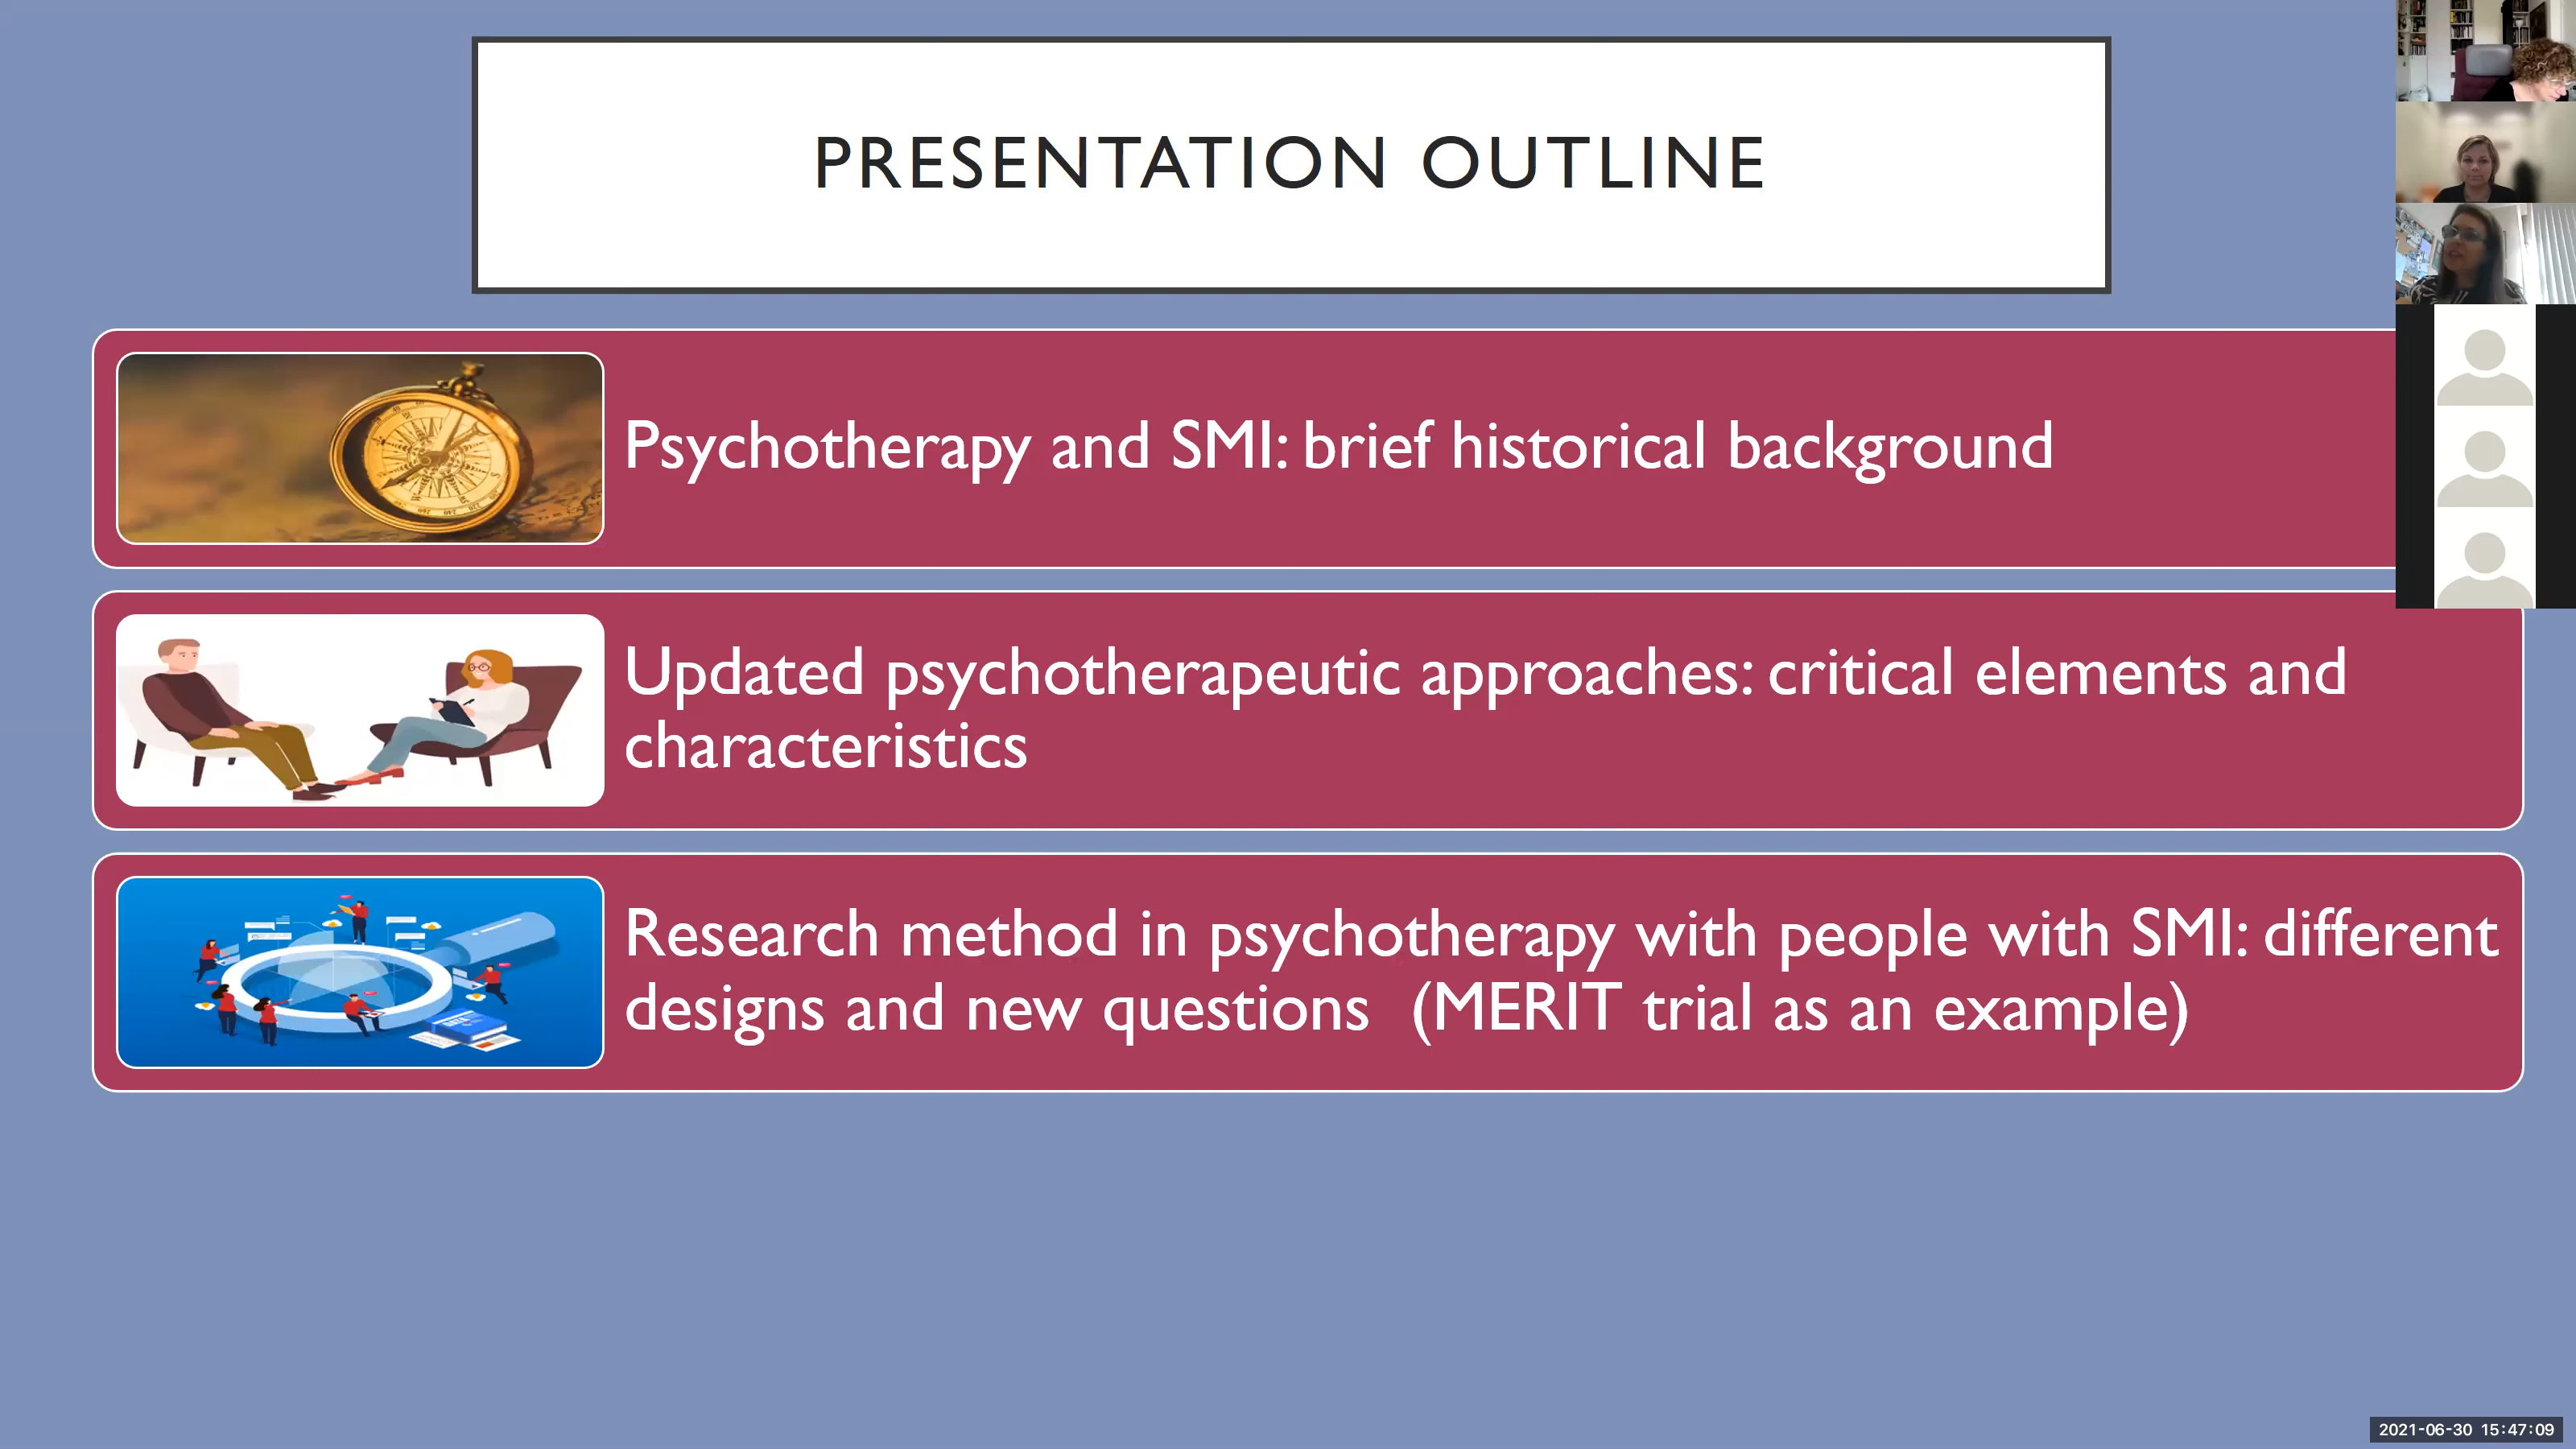 PRESENTATION OUTLINE
Psychotherapy and SMI: brief historical background
Updated psychotherapeutic approaches: critical elements and
characteristics
Research method in psychotherapy with people with SMI: different
designs and new questions  (MERIT trial as an example)
2021-06-30 15:47:09